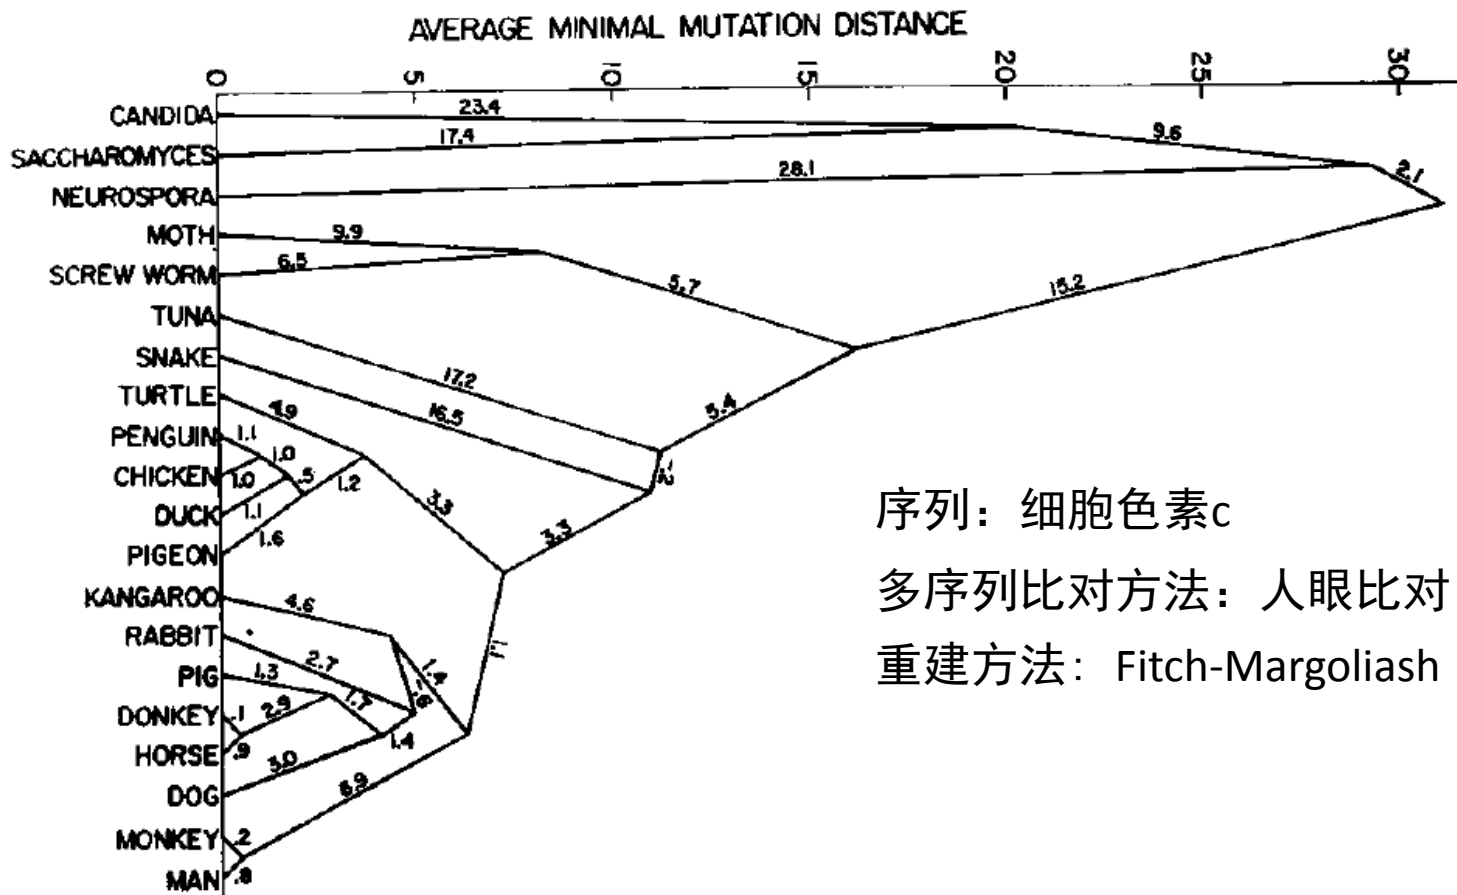 AVERAGE MINIMAL MUTATION DISTANCE
0 5 10 15 20 25 30
CANDIDA 23.4
9.6
SACCHAROMYCES 17.4
NEUROSPORA 28.1
2.1
MOTH 9.9
SCREW WORM 6.5
5.7
15.2
TUNA 17.2
SNAKE 16.5
5.4
TURTLE 4.9
PENGUIN 1.1
1.0
CHICKEN 1.0
.5
1.2
3.3
DUCK 1.1
3.3
PIGEON 1.6
KANGAROO 4.6
1.1
RABBIT 2.7
1.4
PIG 1.3
1.7
DONKEY .1
2.9
1.4
HORSE .9
DOG 3.0
6.9
MONKEY .2
MAN .8
序列：细胞色素c
多序列比对方法：人眼比对
重建方法：Fitch-Margoliash